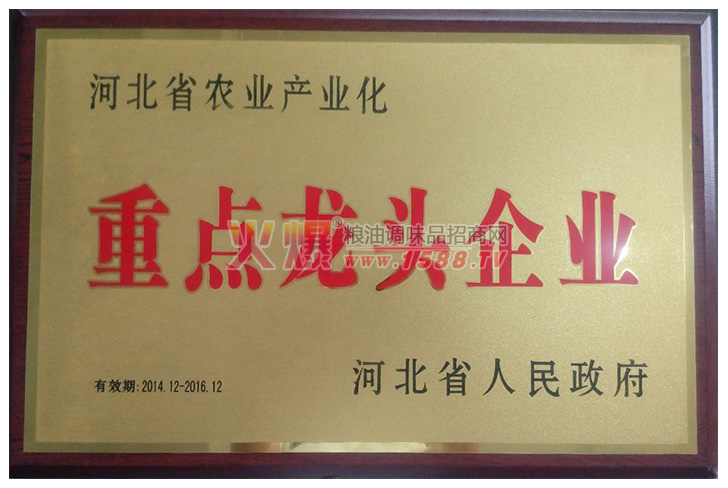 河北省农业产业化
重点龙头企业
火爆®粮油调味品招商网
www.1588.TV
有效期:2014.12-2016.12
河北省人民政府